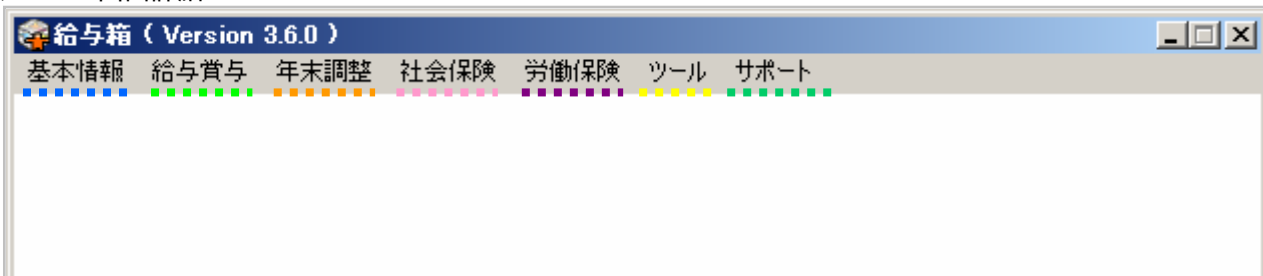 給与箱 ( Version 3.6.0 )
基本情報 給与賞与 年末調整 社会保険 労働保険 ツール サポート